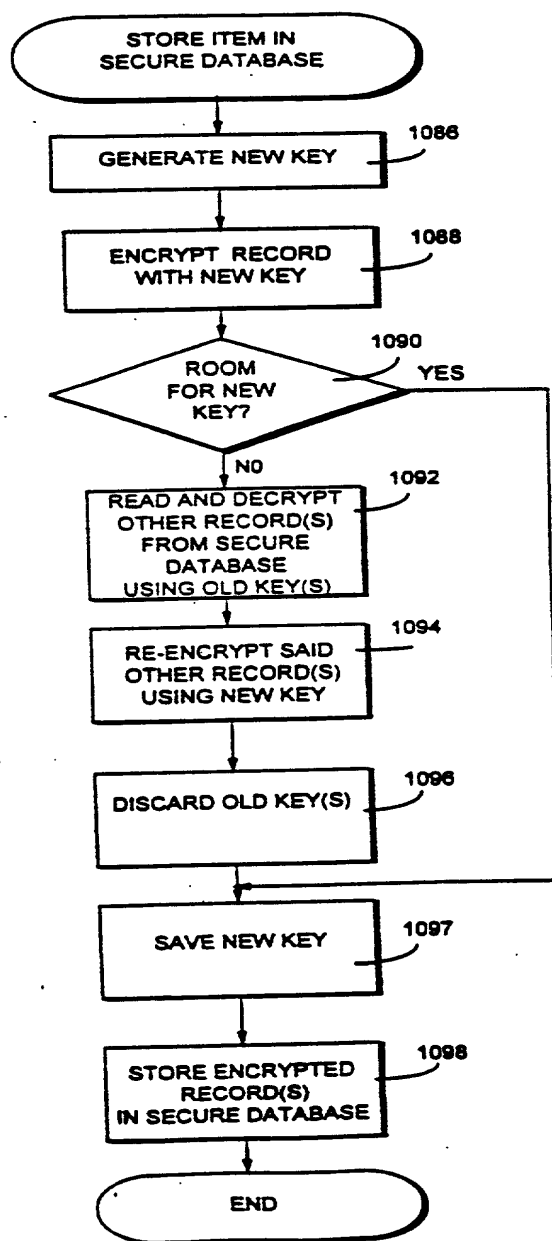 STORE ITEM IN
SECURE DATABASE
1086
GENERATE NEW KEY
1088
ENCRYPT RECORD
WITH NEW KEY
1090
ROOM
FOR NEW
KEY?
YES
NO
1092
READ AND DECRYPT
OTHER RECORD(S)
FROM SECURE
DATABASE
USING OLD KEY(S)
1094
RE-ENCRYPT SAID
OTHER RECORD(S)
USING NEW KEY
1096
DISCARD OLD KEY(S)
SAVE NEW KEY
1097
1098
STORE ENCRYPTED
RECORD(S)
IN SECURE DATABASE
END